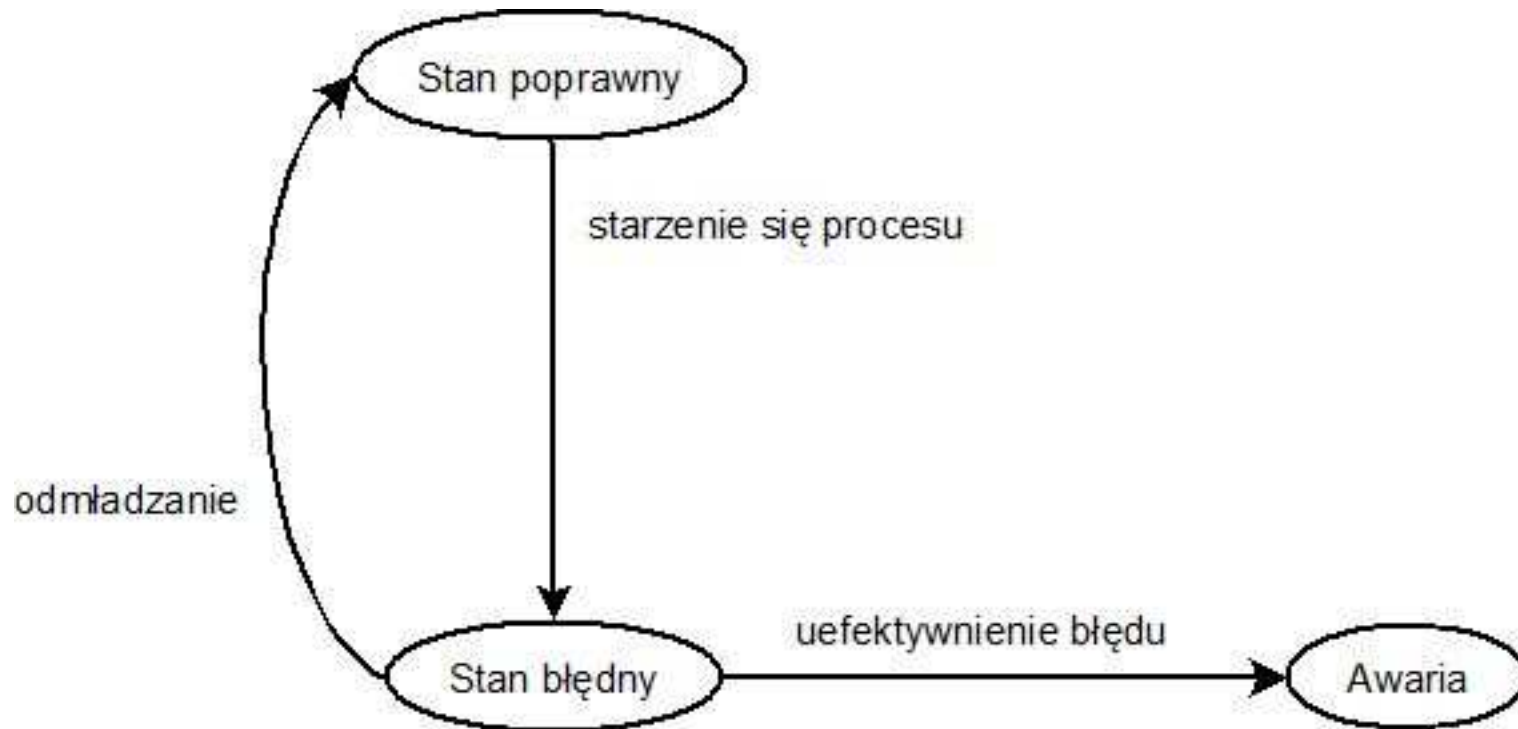 Stan poprawny
starzenie się procesu
odmładzanie
uefektywnienie błędu
Stan błędny
Awaria